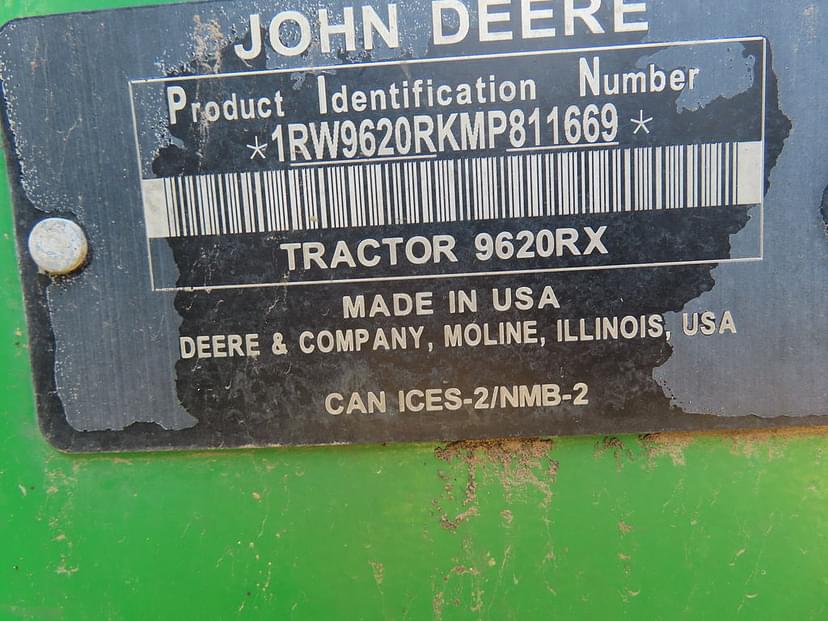 JOHN DEERE
Product Identification Number
*1RW9620RKMP811669*
TRACTOR 9620RX
MADE IN USA
DEERE & COMPANY, MOLINE, ILLINOIS, USA
CAN ICES-2/NMB-2